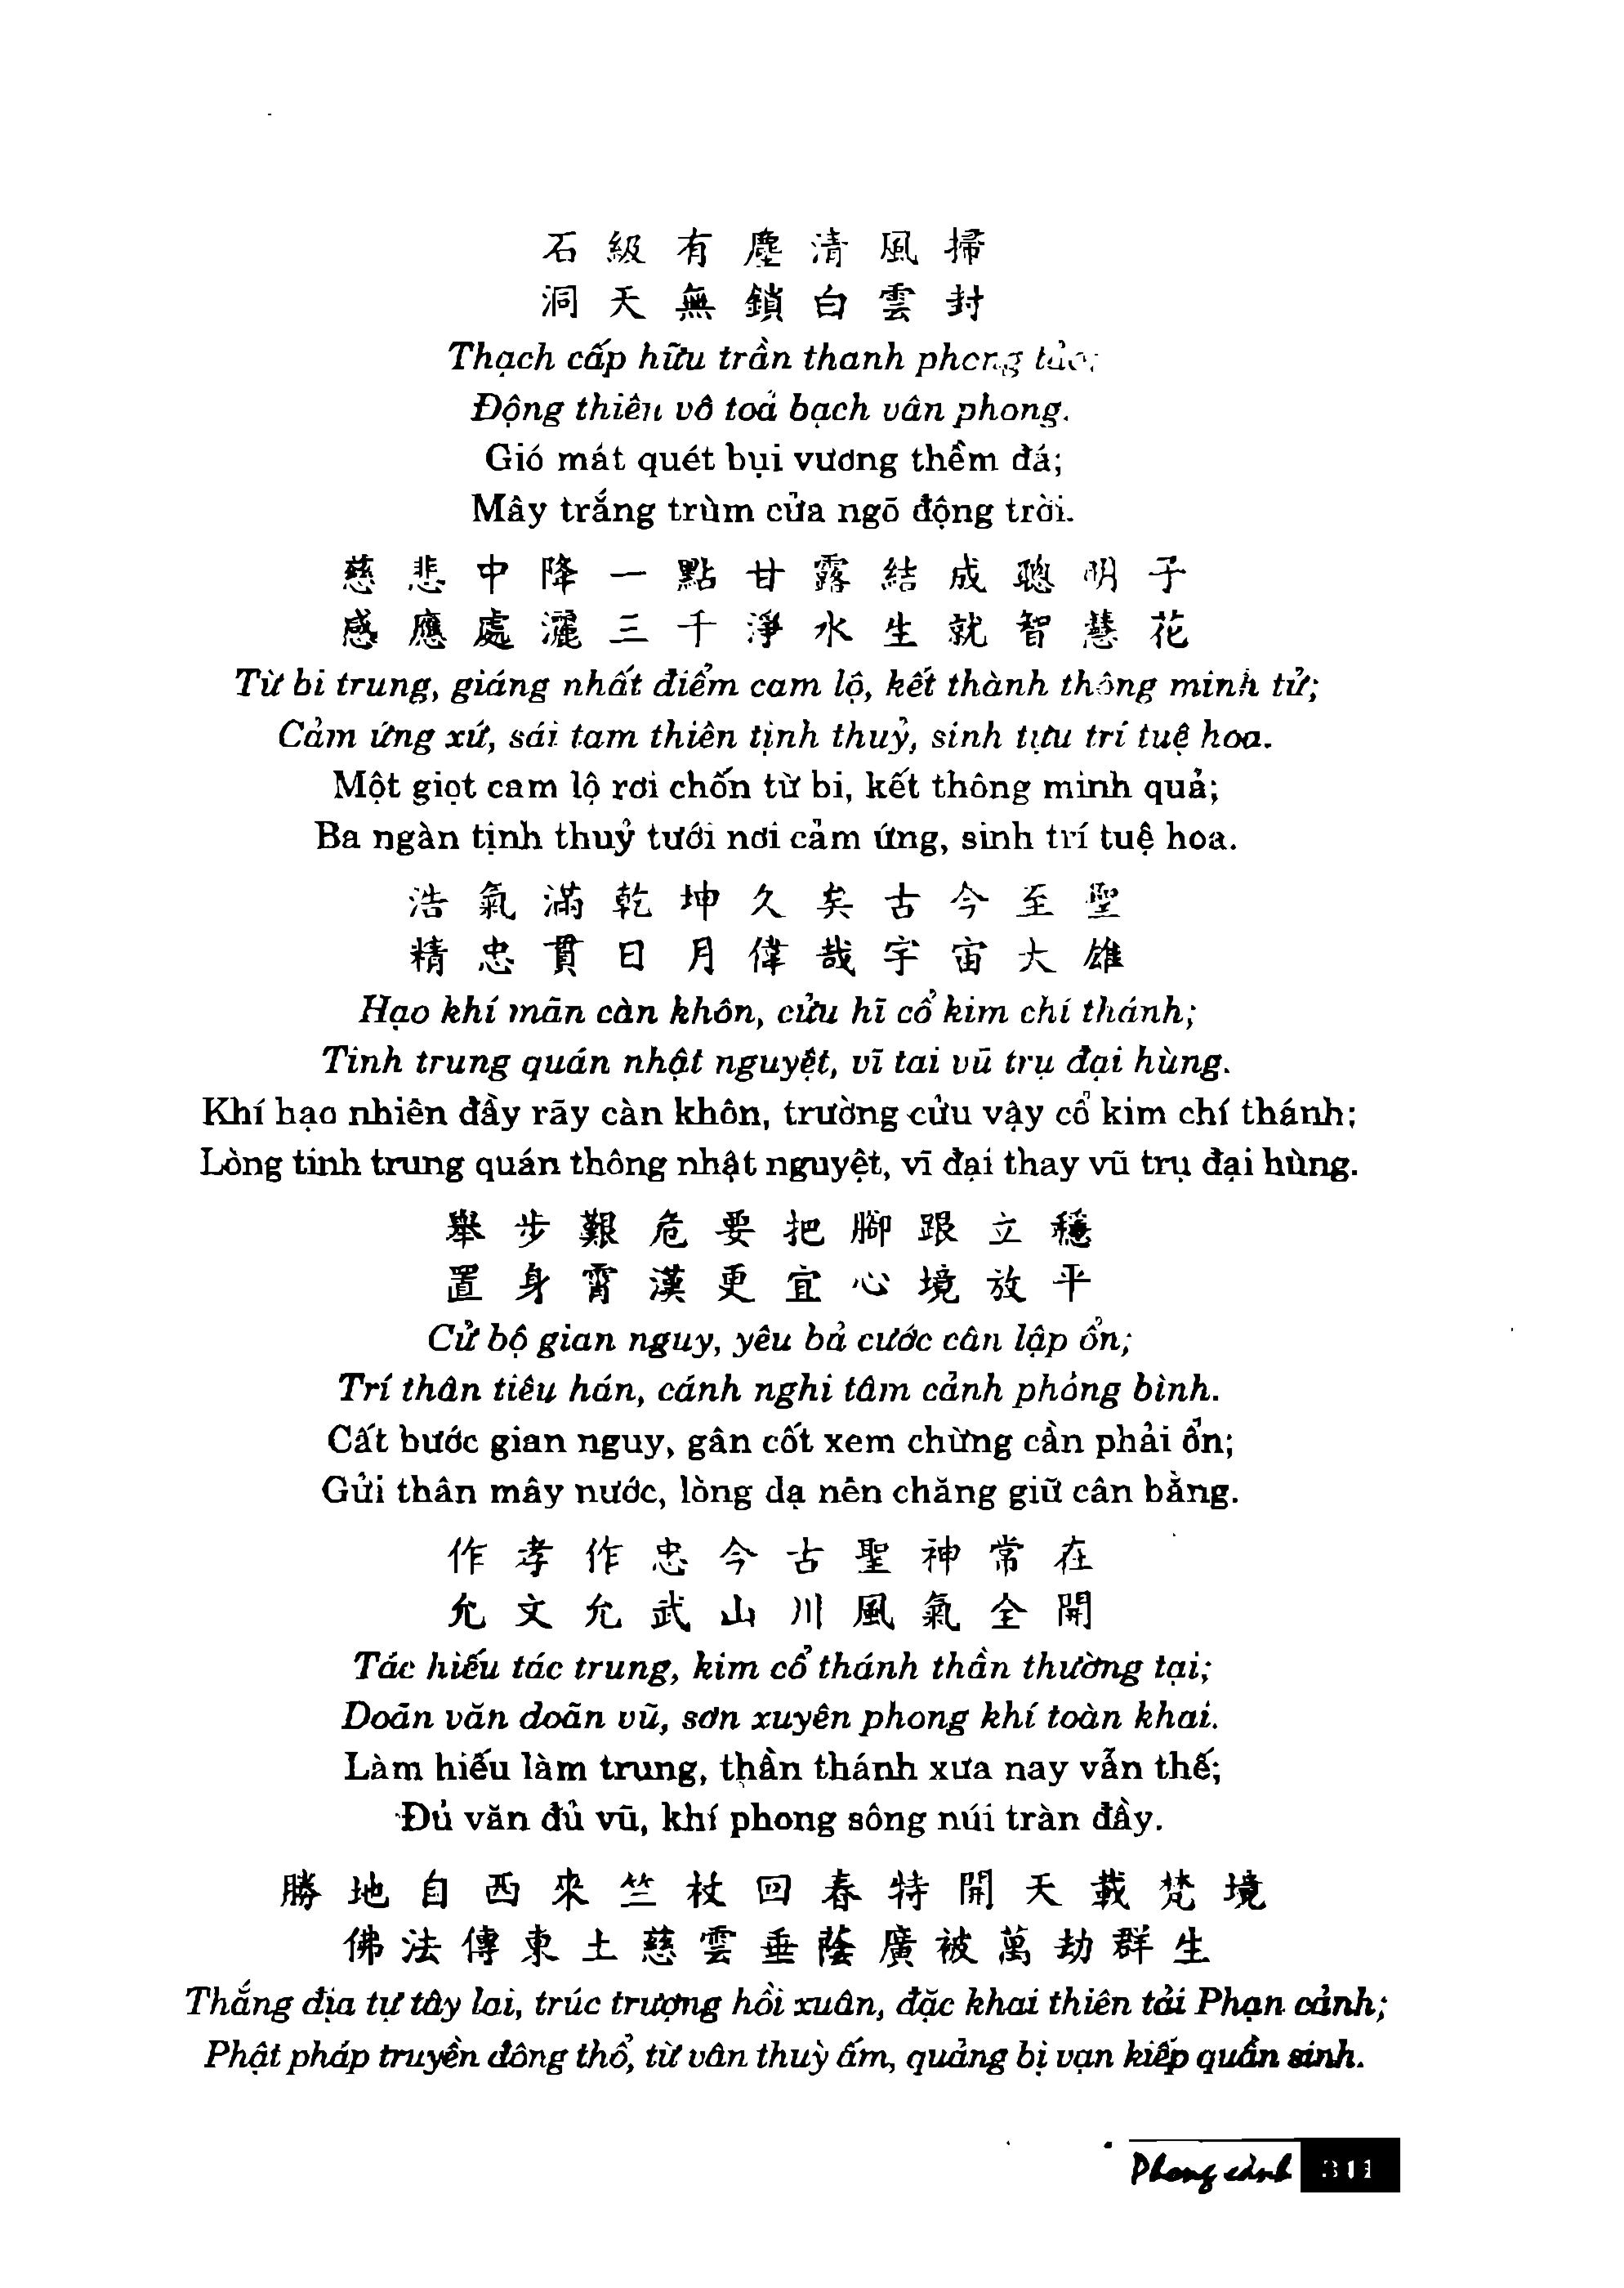 石級有塵清風掃
洞天無鎖白雲封
Thạch cấp hữu trần thanh phong tảo;
Động thiên vô toả bạch vân phong.
Gió mát quét bụi vương thềm đá;
Mây trắng trùm cửa ngõ động trời.
慈悲中降一點甘露結成聰明子
感應處灑三千淨水生就智慧花
Từ bi trung, giáng nhất điểm cam lộ, kết thành thông minh tử;
Cảm ứng xứ, sái tam thiên tịnh thuỷ, sinh tựu trí tuệ hoa.
Một giọt cam lộ rơi chốn từ bi, kết thông minh quả;
Ba ngàn tịnh thuỷ tưới nơi cảm ứng, sinh trí tuệ hoa.
浩氣滿乾坤久矣古今至聖
精忠貫日月偉哉宇宙大雄
Hạo khí mãn càn khôn, cửu hĩ cổ kim chí thánh;
Tinh trung quán nhật nguyệt, vĩ tai vũ trụ đại hùng.
Khí hạo nhiên đầy rãy càn khôn, trường cửu vậy cổ kim chí thánh;
Lòng tinh trung quán thông nhật nguyệt, vĩ đại thay vũ trụ đại hùng.
舉步艱危要把腳跟立穩
置身霄漢更宜心境放平
Cử bộ gian nguy, yêu bả cước cân lập ổn;
Trí thân tiêu hán, cánh nghi tâm cảnh phỏng bình.
Cất bước gian nguy, gân cốt xem chừng cần phải ổn;
Gửi thân mây nước, lòng dạ nên chăng giữ cân bằng.
作孝作忠今古聖神常在
允文允武山川風氣全開
Tác hiếu tác trung, kim cổ thánh thần thường tại;
Doãn văn doãn vũ, sơn xuyên phong khí toàn khai.
Làm hiếu làm trung, thần thánh xưa nay vẫn thế;
Đủ văn đủ vũ, khí phong sông núi tràn đầy.
勝地自西來竺杖回春特開天載梵境
佛法傳東土慈雲垂蔭廣被萬劫群生
Thắng địa tự tây lai, trúc trượng hồi xuân, đặc khai thiên tải Phạn cảnh;
Phật pháp truyền đông thổ, từ vân thuỳ ấm, quảng bị vạn kiếp quần sinh.
Phong cảnh